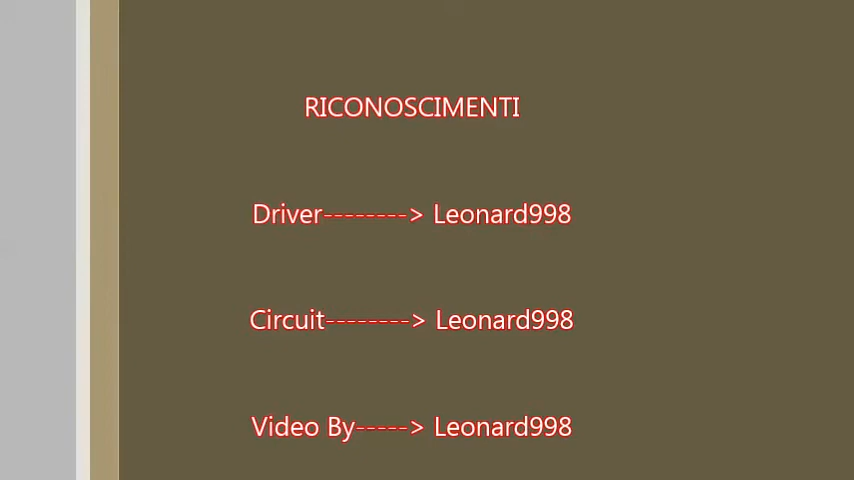 RICONOSCIMENTI
Driver--------> Leonard998
Circuit--------> Leonard998
Video By-----> Leonard998